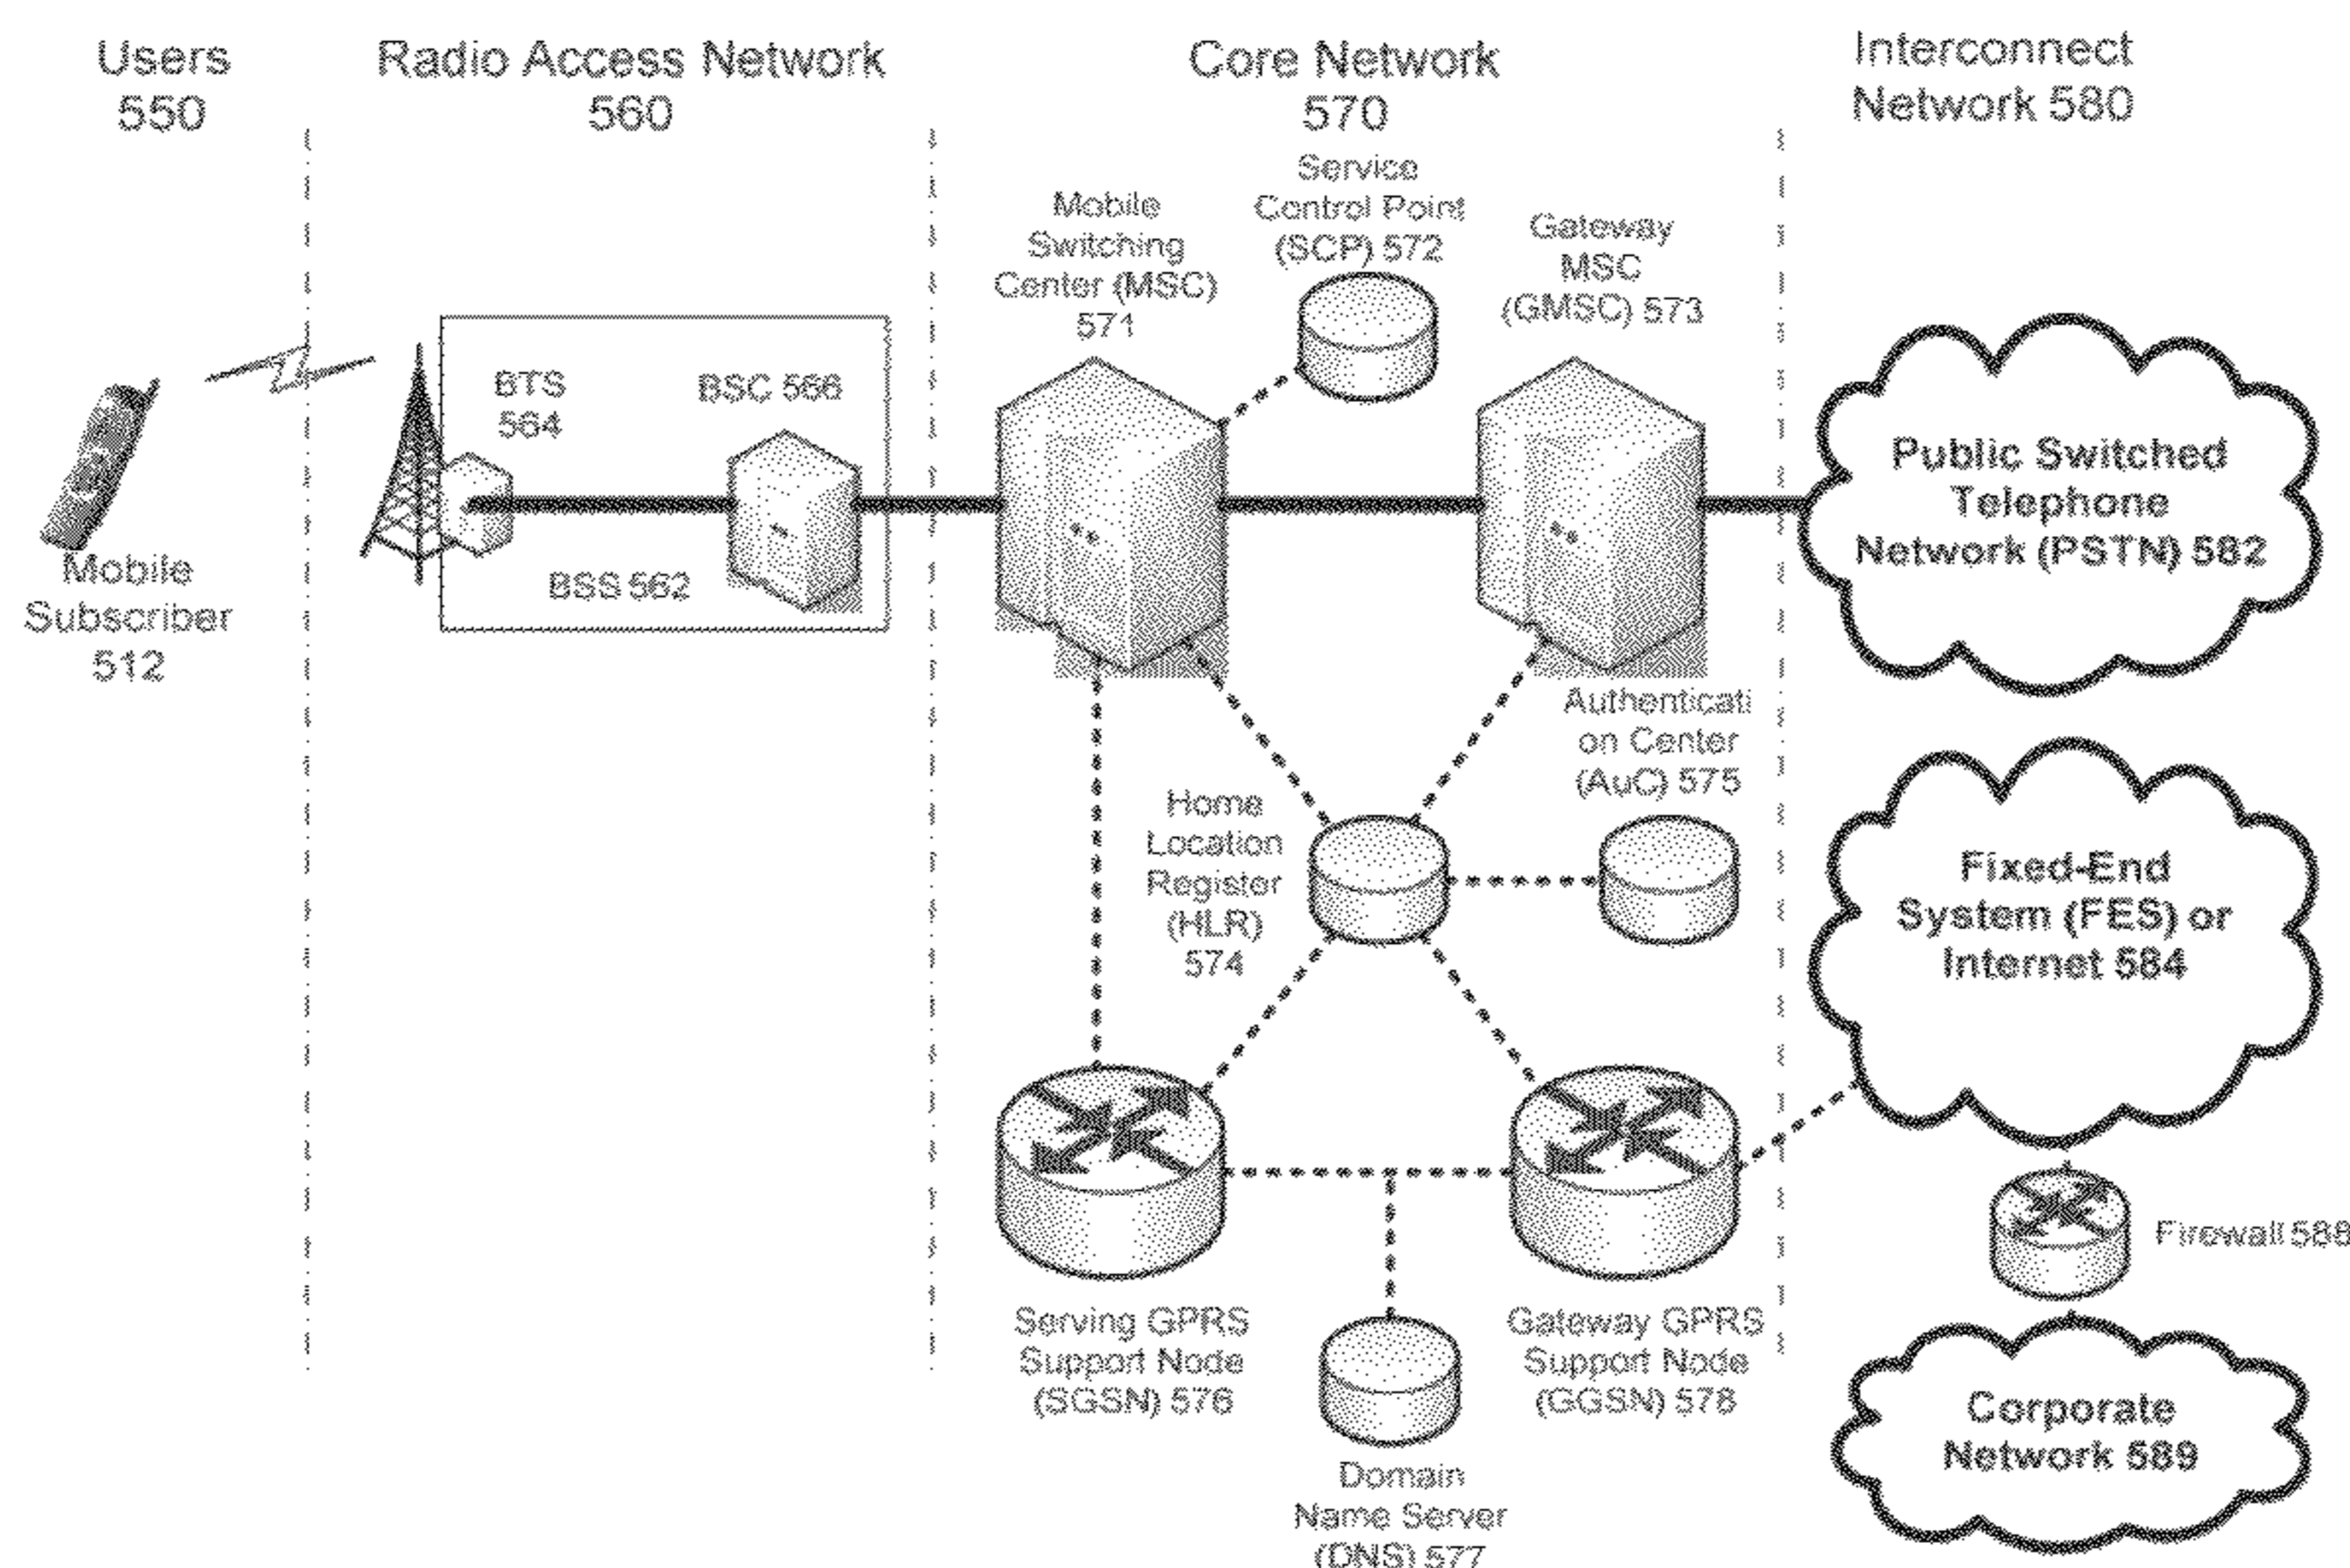 Users
550
Radio Access Network
560
Core Network
570
Interconnect
Network 580
Mobile
Subscriber
512
BTS
564
BSC 566
BSS 562
Mobile
Switching
Center (MSC)
571
Service
Control Point
(SCP) 572
Gateway
MSC
(GMSC) 573
Public Switched
Telephone
Network (PSTN) 582
Authenticati
on Center
(AuC) 575
Home
Location
Register
(HLR)
574
Fixed-End
System (FES) or
Internet 584
Firewall 588
Serving GPRS
Support Node
(SGSN) 576
Gateway GPRS
Support Node
(GGSN) 578
Domain
Name Server
(DNS) 577
Corporate
Network 589